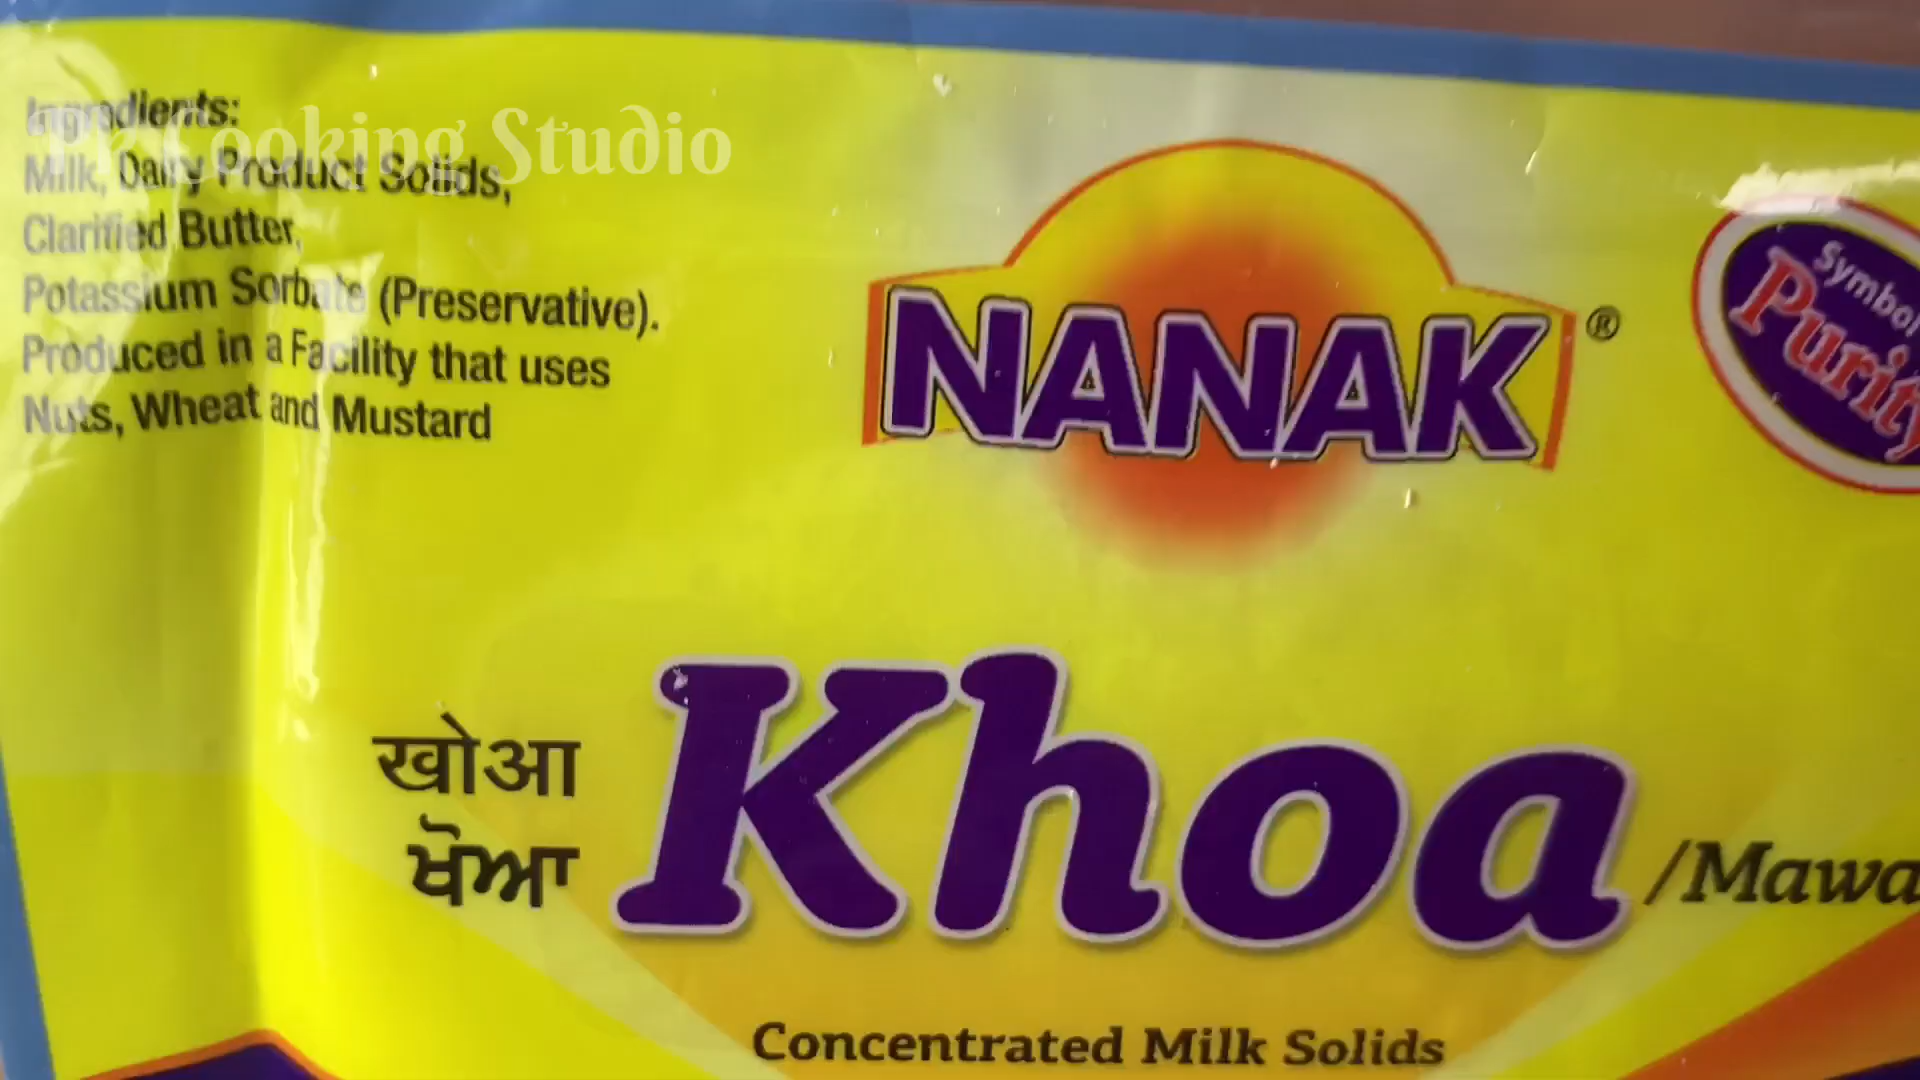 Ingredients:
Milk, Dairy Product Solids,
Clarified Butter,
Potassium Sorbate (Preservative).
Produced in a Facility that uses
Nuts, Wheat and Mustard
Cooking Studio
NANAK®
Symbol
Purity
खोआ
ਖੋਆ
Khoa /Mawa
Concentrated Milk Solids